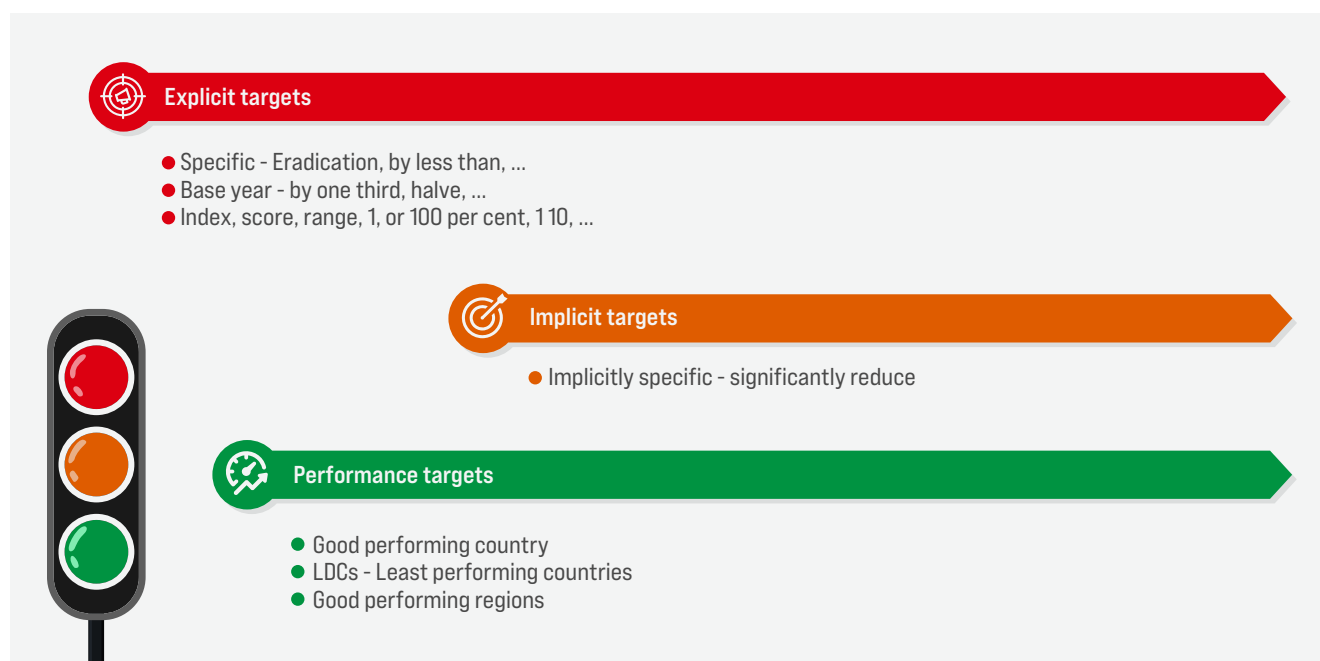 Explicit targets
Specific - Eradication, by less than, ...
Base year - by one third, halve, ...
Index, score, range, 1, or 100 per cent, 1 10, ...
Implicit targets
Implicitly specific - significantly reduce
Performance targets
Good performing country
LDCs - Least performing countries
Good performing regions